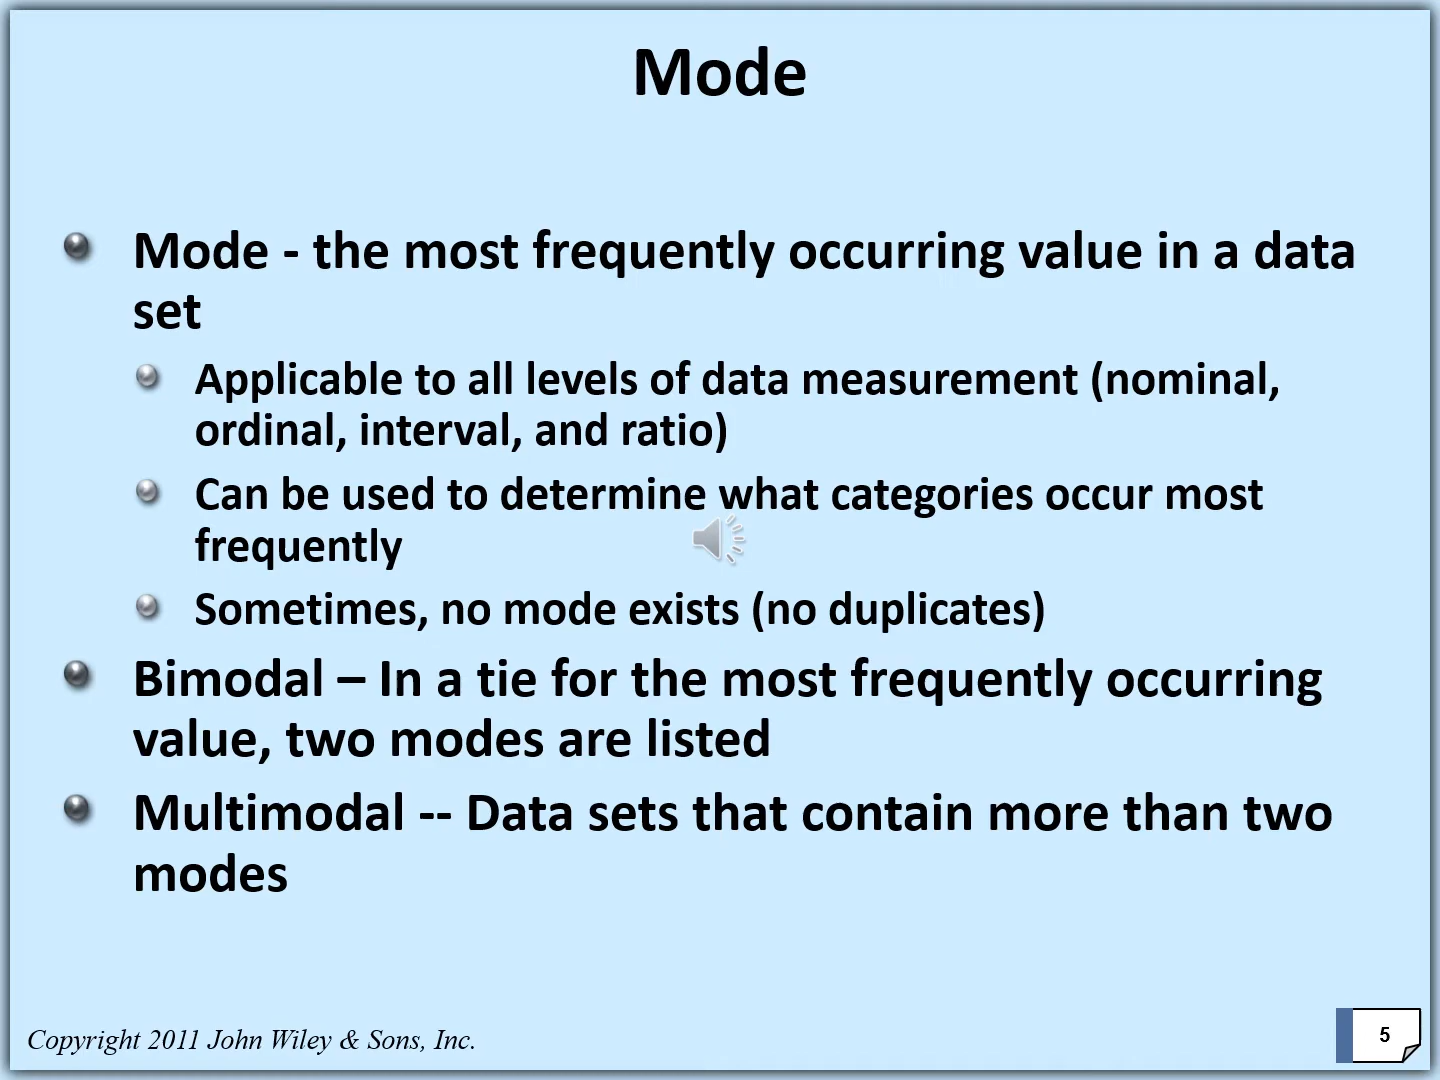 Mode
Mode - the most frequently occurring value in a data
set
Applicable to all levels of data measurement (nominal,
ordinal, interval, and ratio)
Can be used to determine what categories occur most
frequently
Sometimes, no mode exists (no duplicates)
Bimodal – In a tie for the most frequently occurring
value, two modes are listed
Multimodal -- Data sets that contain more than two
modes
Copyright 2011 John Wiley & Sons, Inc.
5